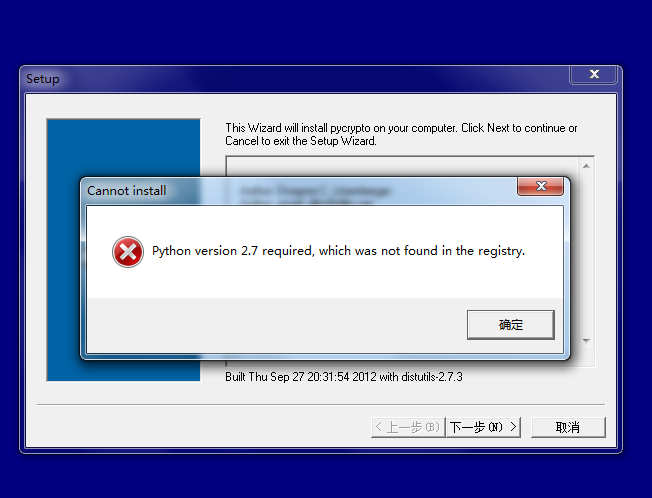 Setup
This Wizard will install pycrypto on your computer. Click Next to continue or
Cancel to exit the Setup Wizard.
Cannot install
Python version 2.7 required, which was not found in the registry.
确定
Built Thu Sep 27 20:31:54 2012 with distutils-2.7.3
< 上一步(B)
下一步(N) >
取消